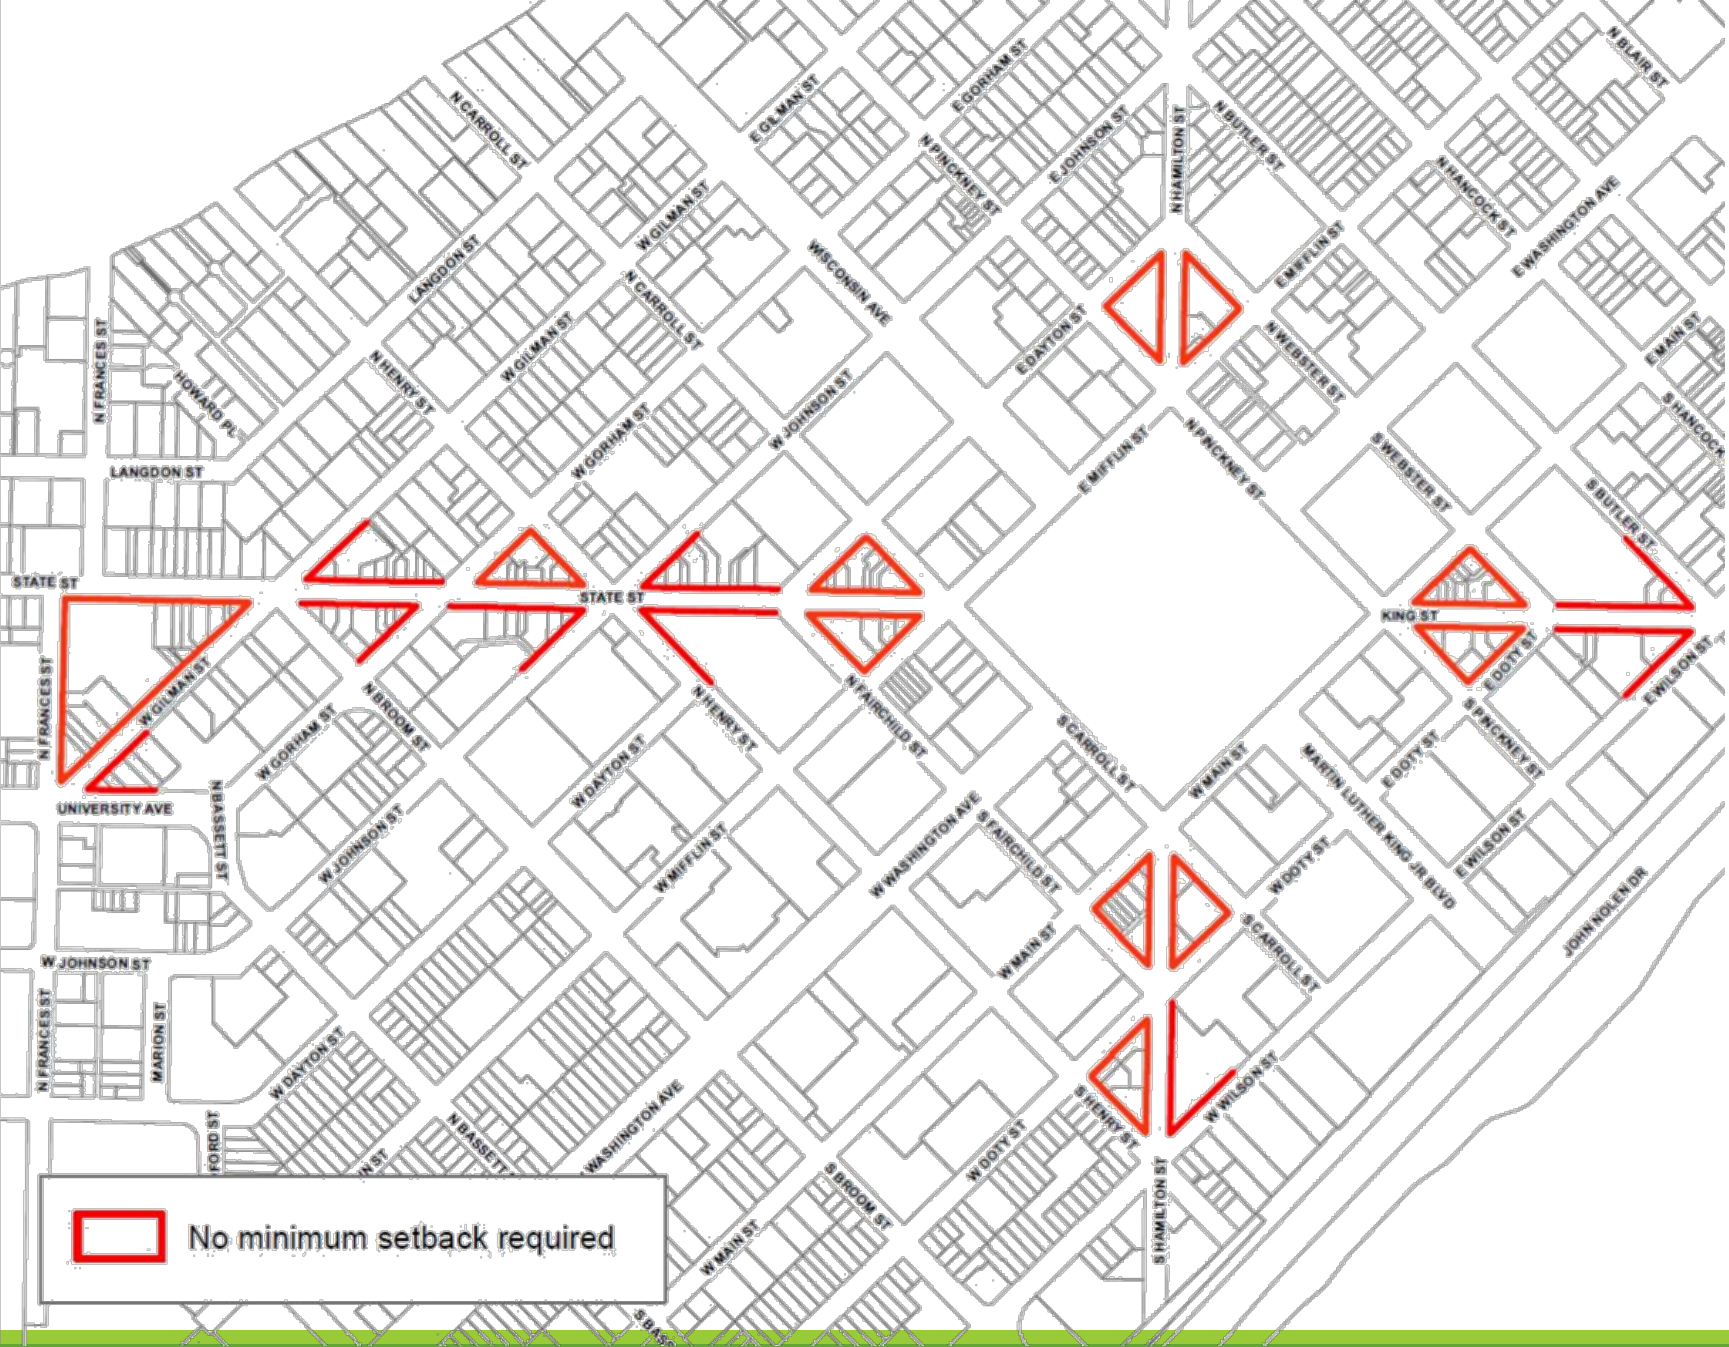 N BLAIR ST
E GORHAM ST
E GILMAN ST
N CARROLL ST
E JOHNSON ST
N HAMILTON ST
N BUTLER ST
N PINCKNEY ST
N HANCOCK ST
W GILMAN ST
E WASHINGTON AVE
LANGDON ST
WISCONSIN AVE
E MIFFLIN ST
N CARROLL ST
N FRANCES ST
W GILMAN ST
E DAYTON ST
E MAIN ST
N WEBSTER ST
HOWARD PL
N HENRY ST
W JOHNSON ST
S HANCOCK
W GORHAM ST
E MIFFLIN ST
N PINCKNEY ST
S WEBSTER ST
LANGDON ST
S BUTLER ST
STATE ST
STATE ST
KING ST
E DOTY ST
E WILSON ST
W GILMAN ST
N FRANCES ST
N BROOM ST
N HENRY ST
N FAIRCHILD ST
S PINCKNEY ST
W GORHAM ST
S CARROLL ST
E DOTY ST
W DAYTON ST
W MAIN ST
MARTIN LUTHER KING JR BLVD
UNIVERSITY AVE
N BASSETT ST
W JOHNSON ST
W MIFFLIN ST
W WASHINGTON AVE
S FAIRCHILD ST
W DOTY ST
E WILSON ST
JOHN NOLEN DR
W MAIN ST
S CARROLL ST
W JOHNSON ST
N FRANCES ST
MARION ST
W DAYTON ST
S HENRY ST
W WILSON ST
FORD ST
N BASSETT
WASHINGTON AVE
IN ST
W DOTY ST
S BROOM ST
S HAMILTON ST
W MAIN ST
No minimum setback required
S BASS